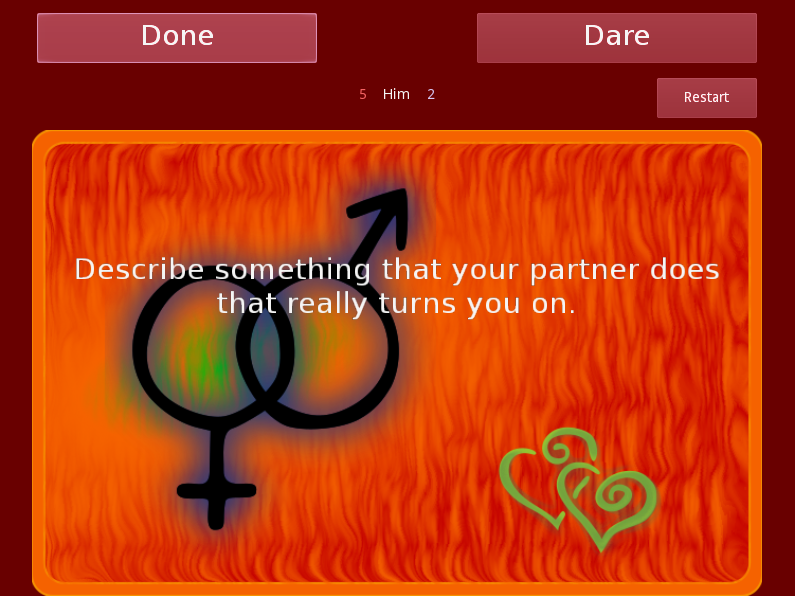 Done
Dare
5 Him 2
Restart
Describe something that your partner does
that really turns you on.